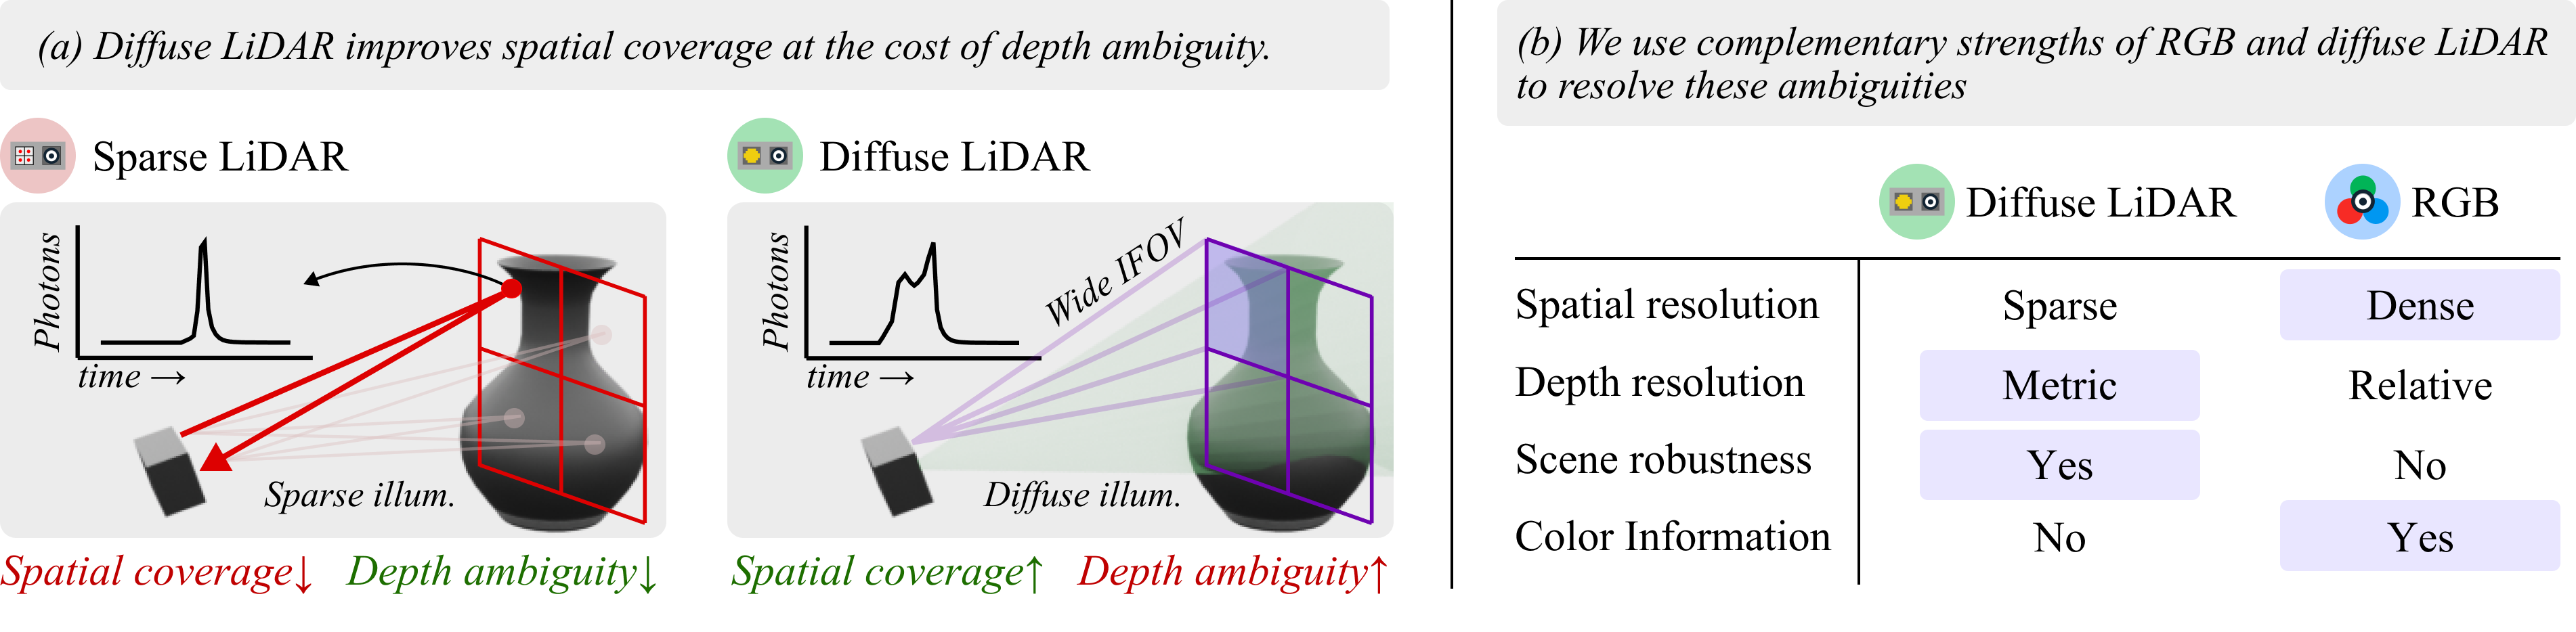 (a) Diffuse LiDAR improves spatial coverage at the cost of depth ambiguity.
Sparse LiDAR
Photons
time →
Sparse illum.
Spatial coverage↓ Depth ambiguity↓
Diffuse LiDAR
Photons
time →
Wide IFOV
Diffuse illum.
Spatial coverage↑ Depth ambiguity↑
(b) We use complementary strengths of RGB and diffuse LiDAR
to resolve these ambiguities
Diffuse LiDAR RGB
Spatial resolution Sparse Dense
Depth resolution Metric Relative
Scene robustness Yes No
Color Information No Yes